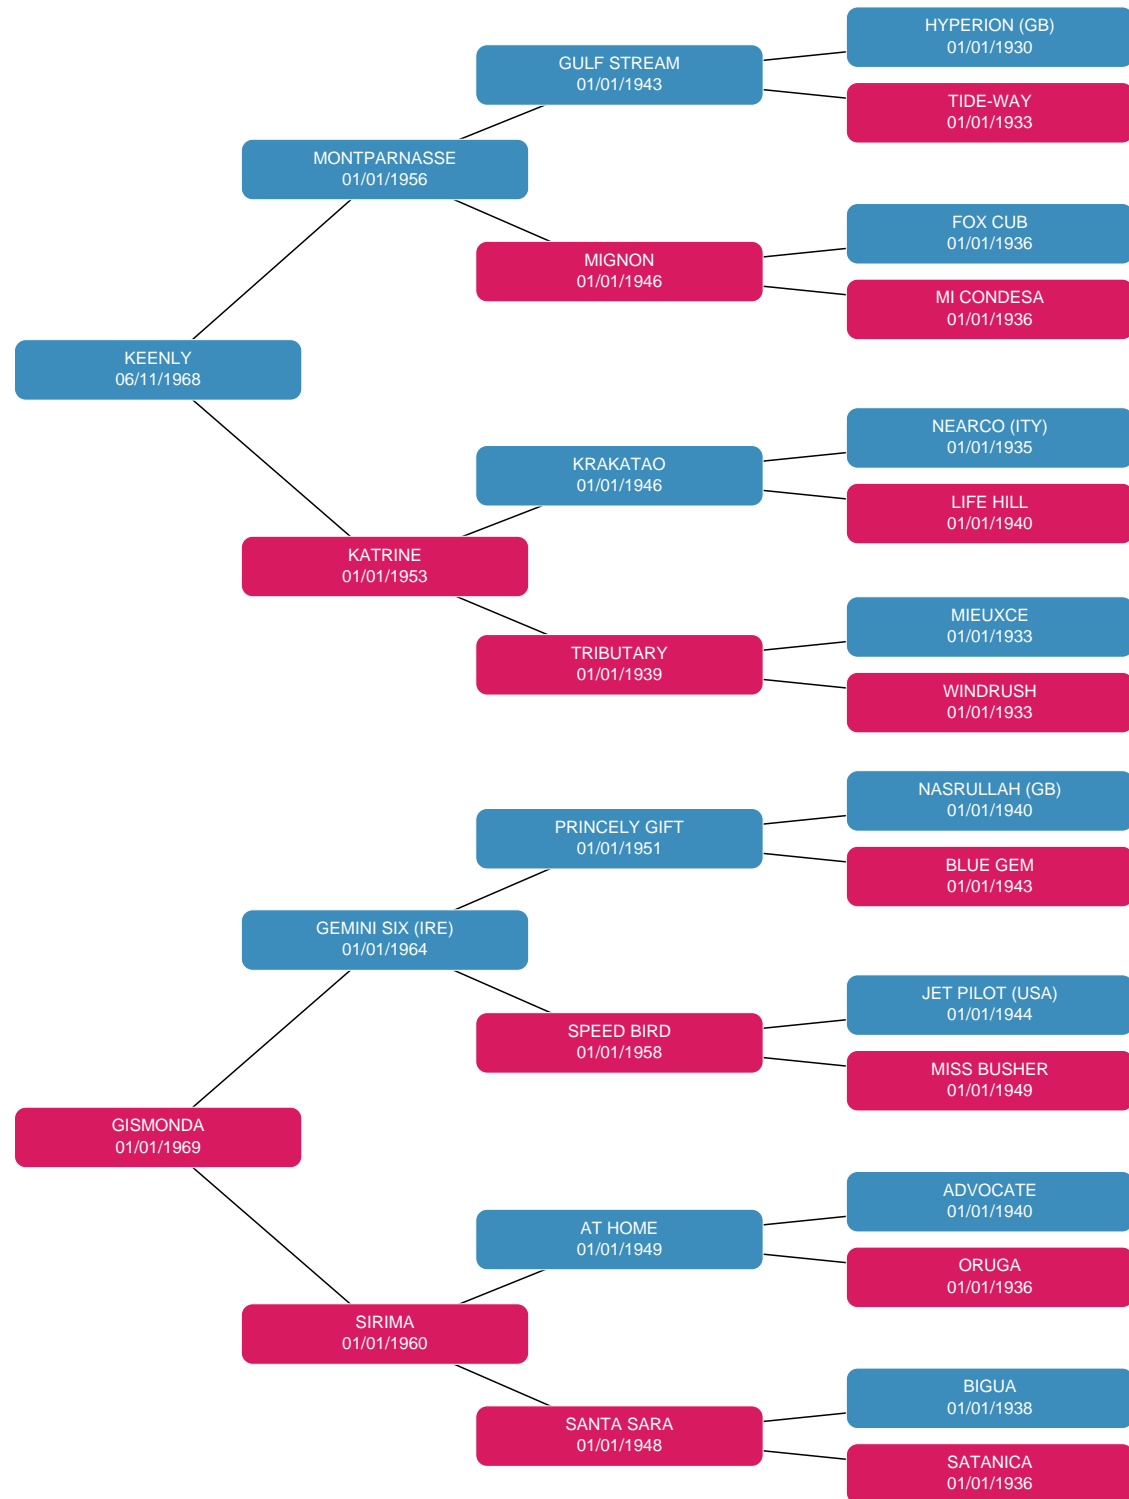 HYPERION (GB)
01/01/1930
GULF STREAM
01/01/1943
TIDE-WAY
01/01/1933
MONTPARNASSE
01/01/1956
FOX CUB
01/01/1936
MIGNON
01/01/1946
MI CONDESA
01/01/1936
KEENLY
06/11/1968
NEARCO (ITY)
01/01/1935
KRAKATAO
01/01/1946
LIFE HILL
01/01/1940
KATRINE
01/01/1953
MIEUXCE
01/01/1933
TRIBUTARY
01/01/1939
WINDRUSH
01/01/1933
NASRULLAH (GB)
01/01/1940
PRINCELY GIFT
01/01/1951
BLUE GEM
01/01/1943
GEMINI SIX (IRE)
01/01/1964
JET PILOT (USA)
01/01/1944
SPEED BIRD
01/01/1958
MISS BUSHER
01/01/1949
GISMONDA
01/01/1969
ADVOCATE
01/01/1940
AT HOME
01/01/1949
ORUGA
01/01/1936
SIRIMA
01/01/1960
BIGUA
01/01/1938
SANTA SARA
01/01/1948
SATANICA
01/01/1936